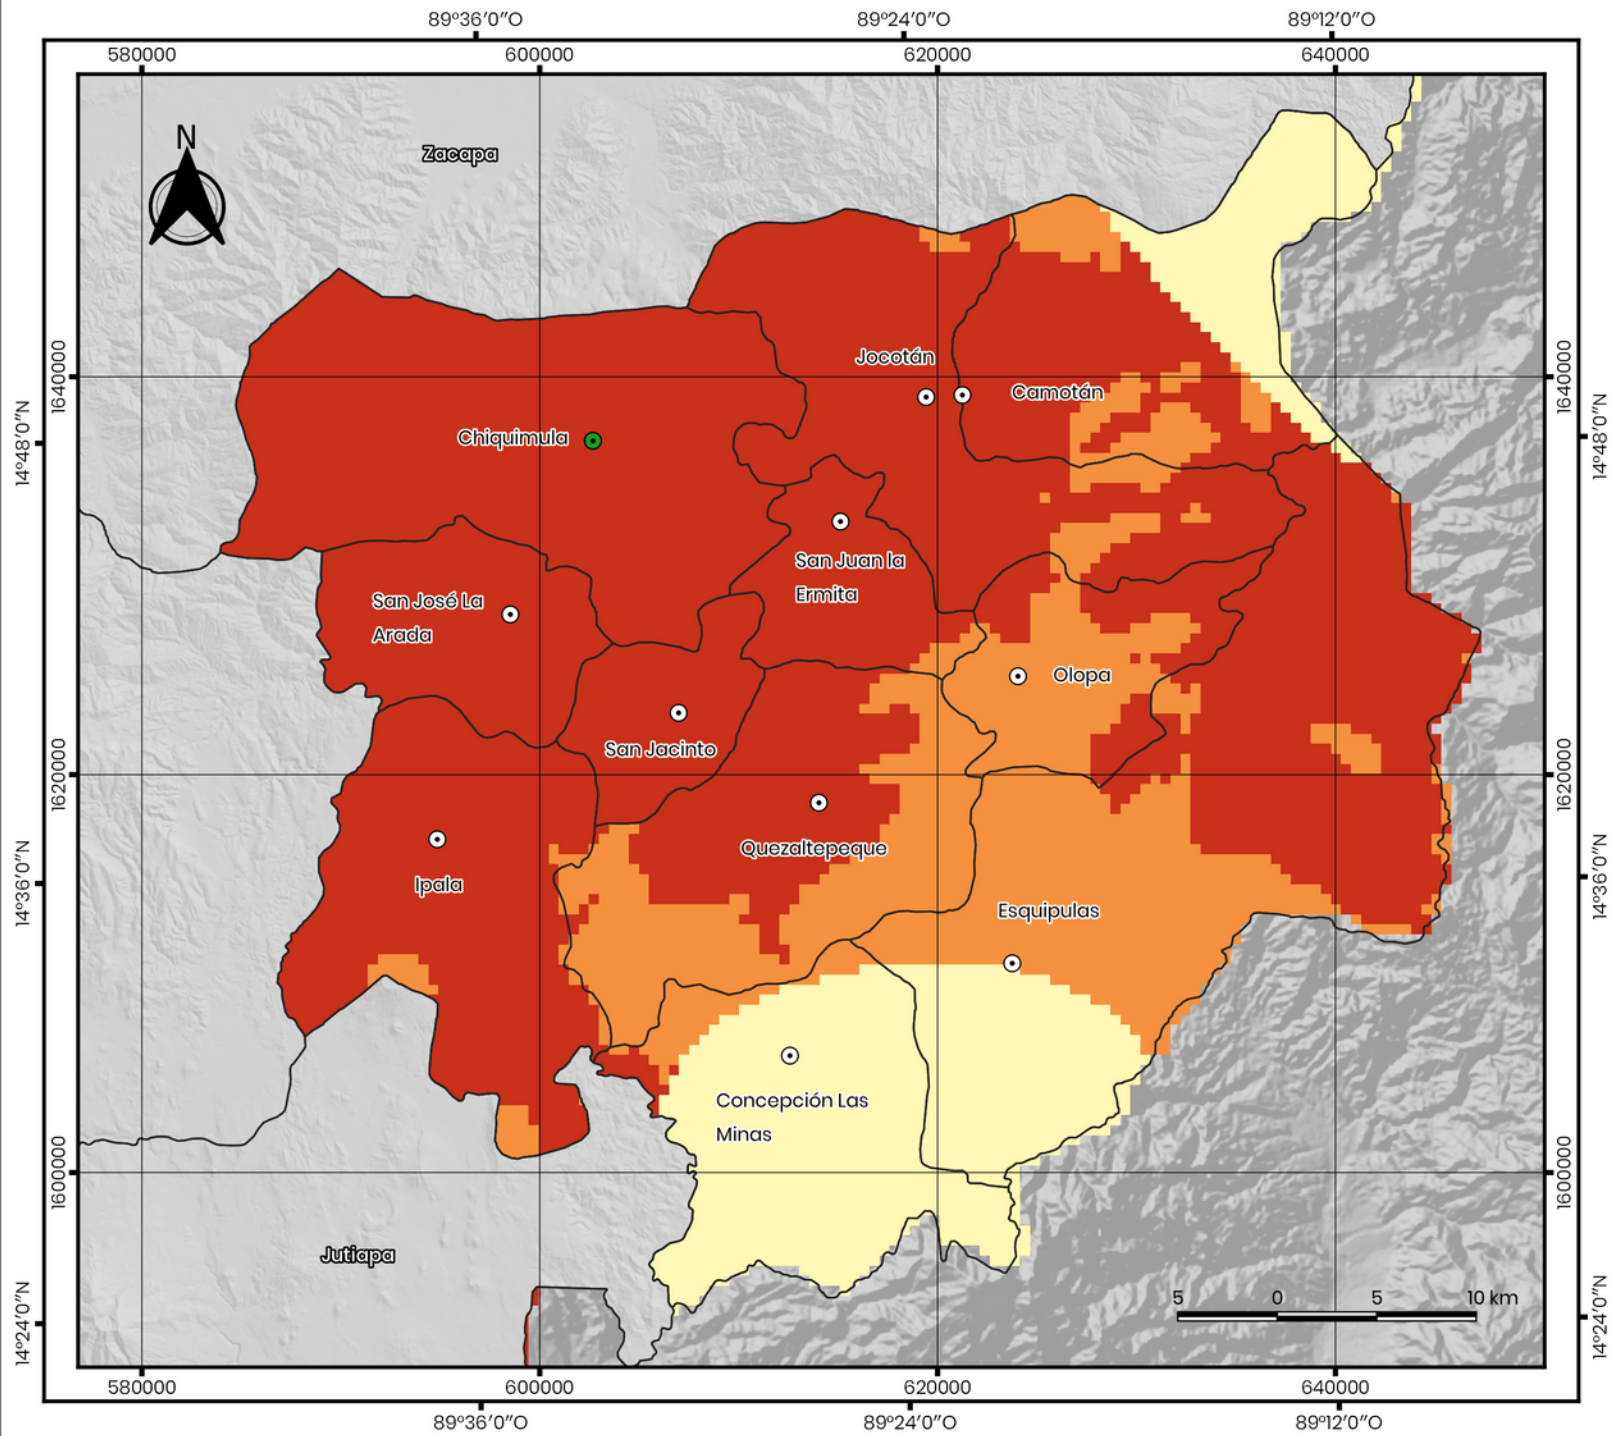 89°36′0″O 89°24′0″O 89°12′0″O
580000 600000 620000 640000
N
Zacapa
Jocotán
1640000 1640000
Camotán
14°48′0″N 14°48′0″N
Chiquimula
San Juan la
Ermita
San José La
Arada
Olopa
San Jacinto
1620000 1620000
Quezaltepeque
14°36′0″N 14°36′0″N
Ipala
Esquipulas
Concepción Las
Minas
1600000 1600000
Jutiapa
5 0 5 10 km
14°24′0″N 14°24′0″N
580000 600000 620000 640000
89°36′0″O 89°24′0″O 89°12′0″O